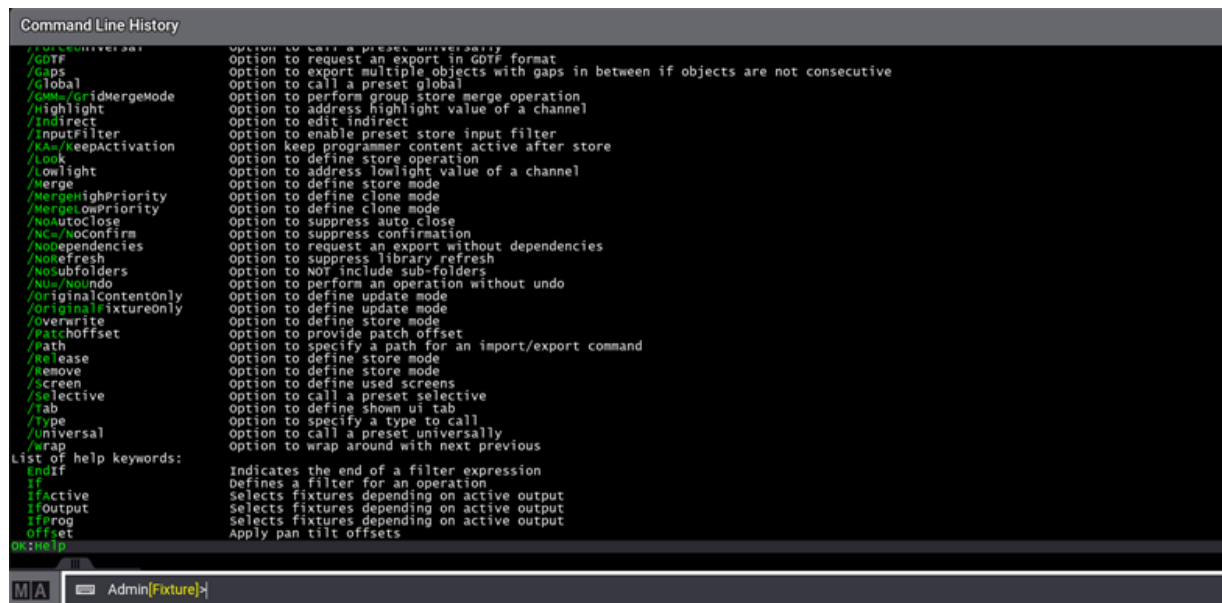 Command Line History
/ForceUniversal Option to call a preset universally
/GDTF Option to request an export in GDTF format
/Gaps Option to export multiple objects with gaps in between if objects are not consecutive
/Global Option to call a preset global
/GMM=/GridMergeMode Option to perform group store merge operation
/Highlight Option to address highlight value of a channel
/Indirect Option to edit indirect
/InputFilter Option to enable preset store input filter
/KA=/KeepActivation Option keep programmer content active after store
/Look Option to define store operation
/Lowlight Option to address lowlight value of a channel
/Merge Option to define store mode
/MergeHighPriority Option to define clone mode
/MergeLowPriority Option to define clone mode
/NoAutoClose Option to suppress auto close
/NC=/NoConfirm Option to suppress confirmation
/NoDependencies Option to request an export without dependencies
/NoRefresh Option to suppress library refresh
/NoSubfolders Option to NOT include sub-folders
/NU=/NoUndo Option to perform an operation without undo
/OriginalContentOnly Option to define update mode
/OriginalFixtureOnly Option to define update mode
/Overwrite Option to define store mode
/PatchOffset Option to provide patch offset
/Path Option to specify a path for an import/export command
/Release Option to define store mode
/Remove Option to define store mode
/Screen Option to define used screens
/Selective Option to call a preset selective
/Tab Option to define shown ui tab
/Type Option to specify a type to call
/Universal Option to call a preset universally
/Wrap Option to wrap around with next previous
List of help keywords:
EndIf Indicates the end of a filter expression
If Defines a filter for an operation
IfActive Selects fixtures depending on active output
IfOutput Selects fixtures depending on active output
IfProg Selects fixtures depending on active output
Offset Apply pan tilt offsets
OK:Help
MA Admin[Fixture]>